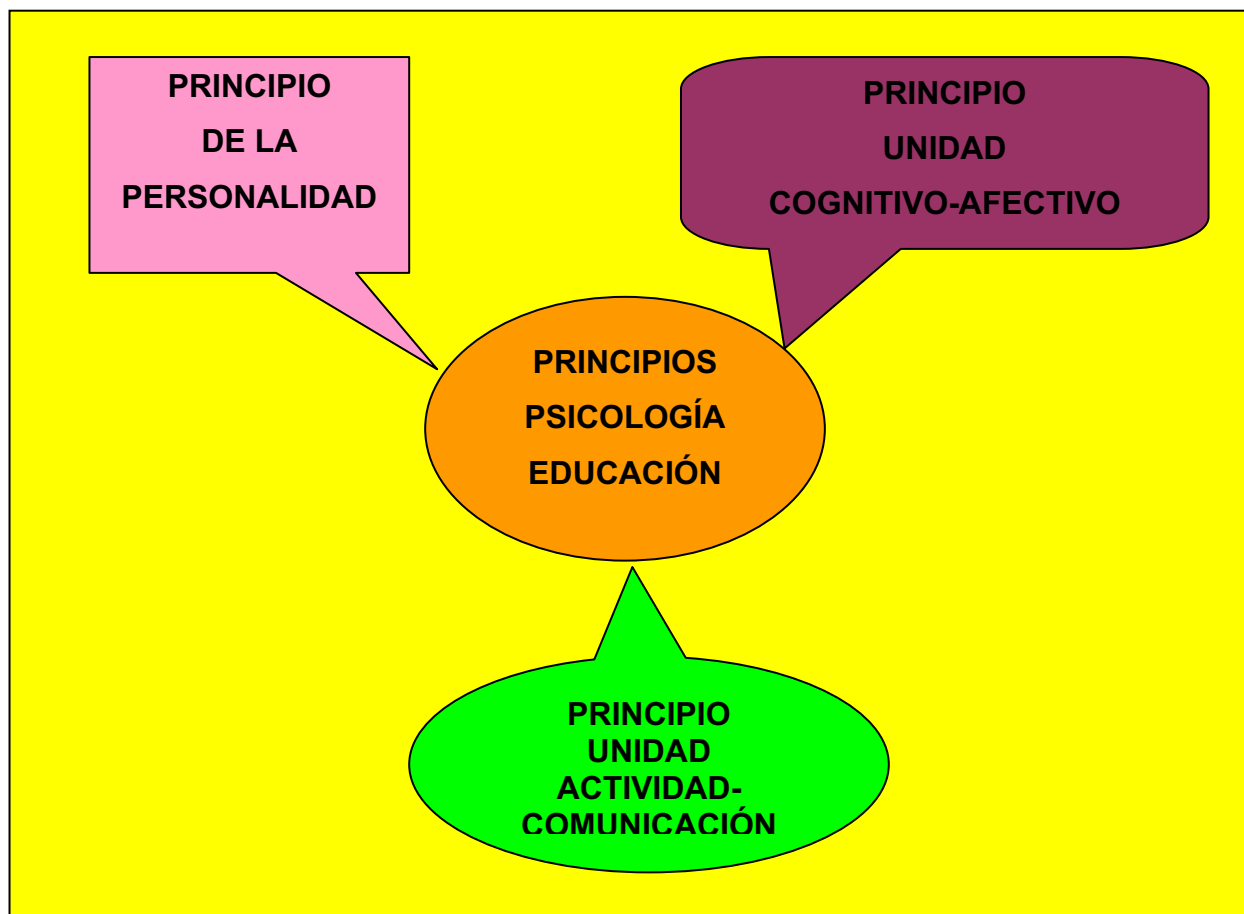 PRINCIPIO
DE LA
PERSONALIDAD
PRINCIPIO
UNIDAD
COGNITIVO-AFECTIVO
PRINCIPIOS
PSICOLOGÍA
EDUCACIÓN
PRINCIPIO
UNIDAD
ACTIVIDAD-
COMUNICACIÓN